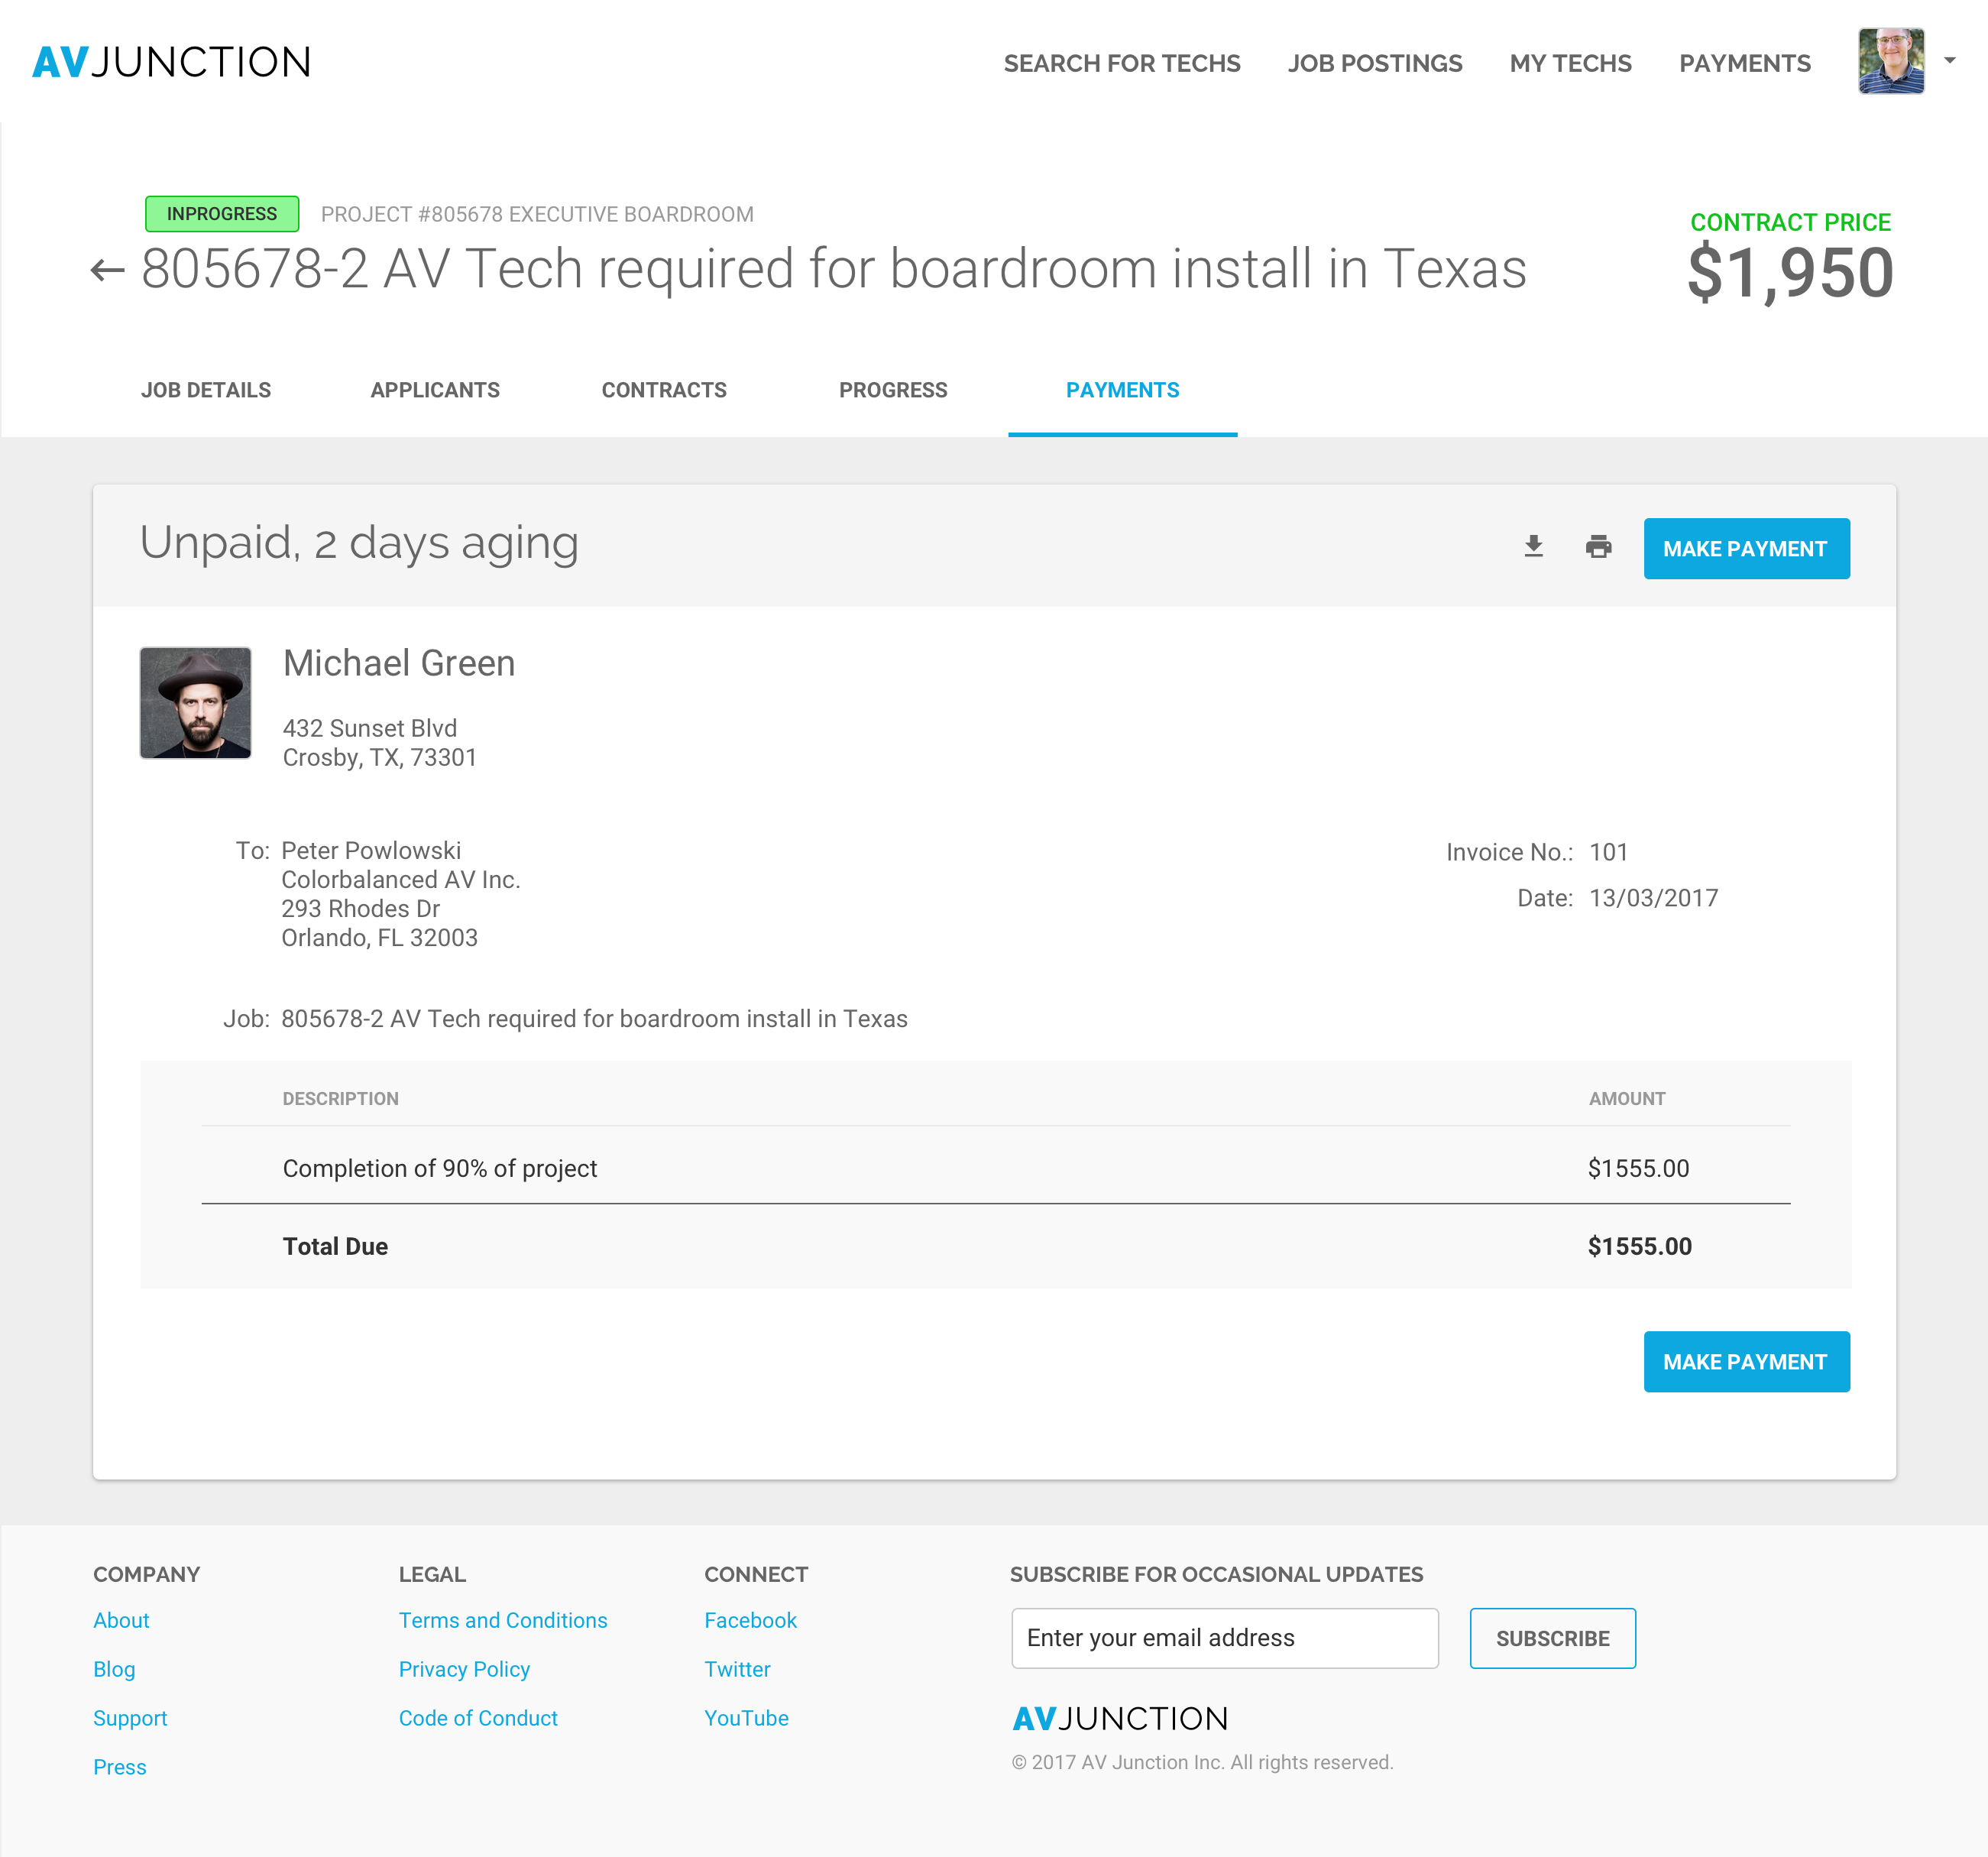 AVJUNCTION
SEARCH FOR TECHS
JOB POSTINGS
MY TECHS
PAYMENTS
INPROGRESS
PROJECT #805678 EXECUTIVE BOARDROOM
805678-2 AV Tech required for boardroom install in Texas
CONTRACT PRICE
$1,950
JOB DETAILS
APPLICANTS
CONTRACTS
PROGRESS
PAYMENTS
Unpaid, 2 days aging
MAKE PAYMENT
Michael Green
432 Sunset Blvd
Crosby, TX, 73301
To: Peter Powlowski
Colorbalanced AV Inc.
293 Rhodes Dr
Orlando, FL 32003
Invoice No.: 101
Date: 13/03/2017
Job: 805678-2 AV Tech required for boardroom install in Texas
DESCRIPTION AMOUNT
Completion of 90% of project $1555.00
Total Due $1555.00
MAKE PAYMENT
COMPANY
About
Blog
Support
Press
LEGAL
Terms and Conditions
Privacy Policy
Code of Conduct
CONNECT
Facebook
Twitter
YouTube
SUBSCRIBE FOR OCCASIONAL UPDATES
Enter your email address
SUBSCRIBE
AVJUNCTION
© 2017 AV Junction Inc. All rights reserved.